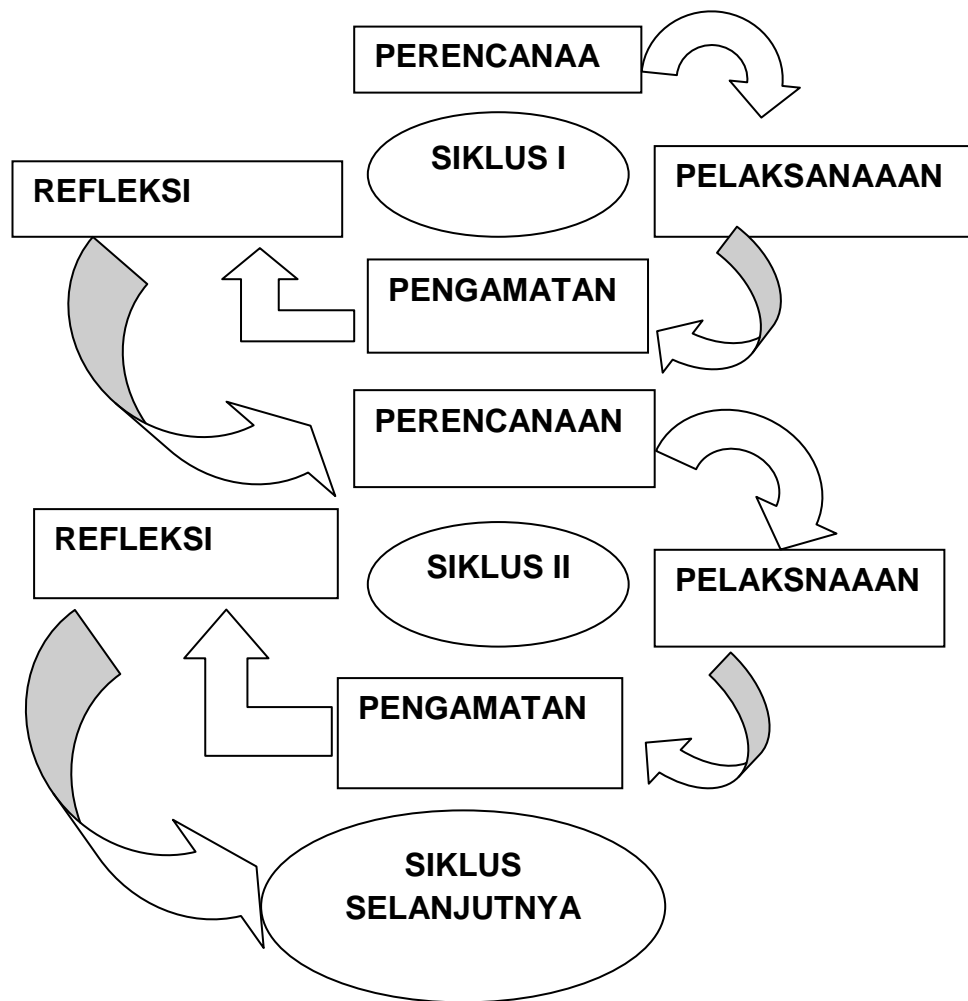 PERENCANAA
SIKLUS I
PELAKSANAAAN
REFLEKSI
PENGAMATAN
PERENCANAAN
REFLEKSI
SIKLUS II
PELAKSNAAAN
PENGAMATAN
SIKLUS
SELANJUTNYA